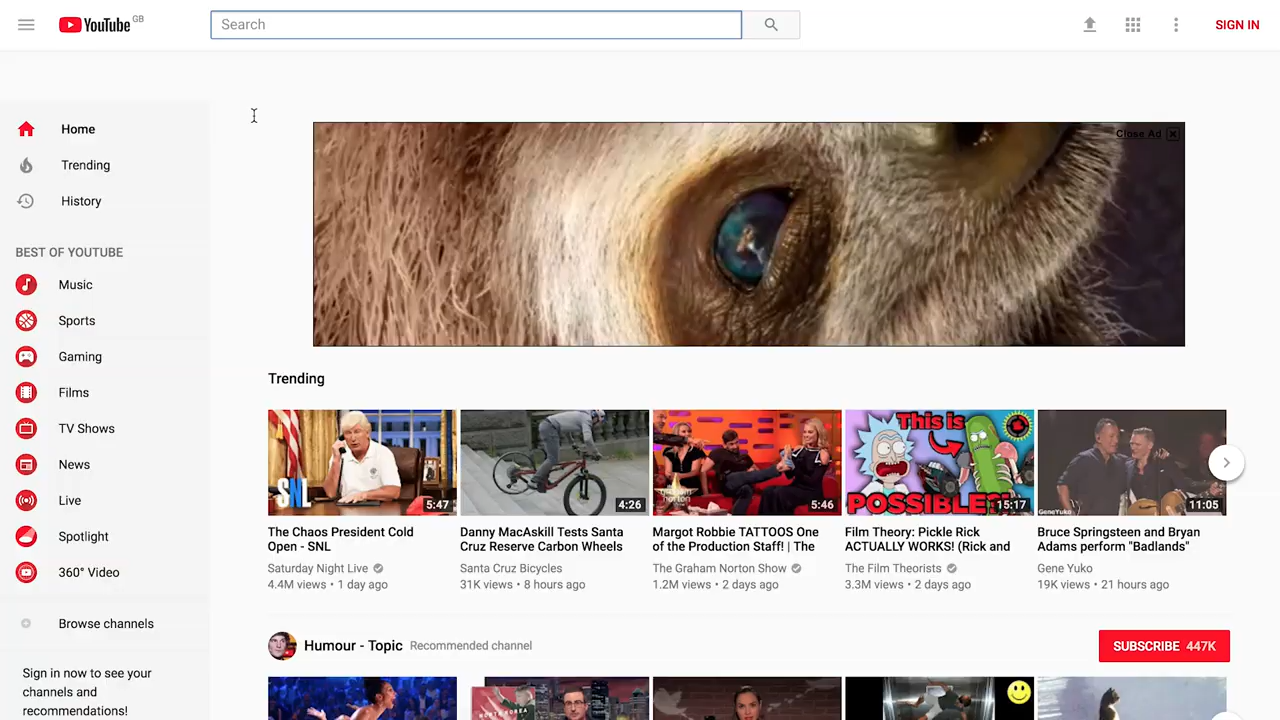 YouTube GB
Search
SIGN IN
Home
Trending
History
BEST OF YOUTUBE
Music
Sports
Gaming
Films
TV Shows
News
Live
Spotlight
360° Video
Browse channels
Sign in now to see your
channels and
recommendations!
Close Ad
Trending
SNL
5:47
The Chaos President Cold
Open - SNL
Saturday Night Live
4.4M views • 1 day ago
4:26
Danny MacAskill Tests Santa
Cruz Reserve Carbon Wheels
Santa Cruz Bicycles
31K views • 8 hours ago
graham
norton
5:46
Margot Robbie TATTOOS One
of the Production Staff! | The
The Graham Norton Show
1.2M views • 2 days ago
This is
POSSIBLE!
15:17
Film Theory: Pickle Rick
ACTUALLY WORKS! (Rick and
The Film Theorists
3.3M views • 2 days ago
GeneYuko
11:05
Bruce Springsteen and Bryan
Adams perform "Badlands"
Gene Yuko
19K views • 21 hours ago
Humour - Topic Recommended channel
SUBSCRIBE 447K
NORTH KOREA